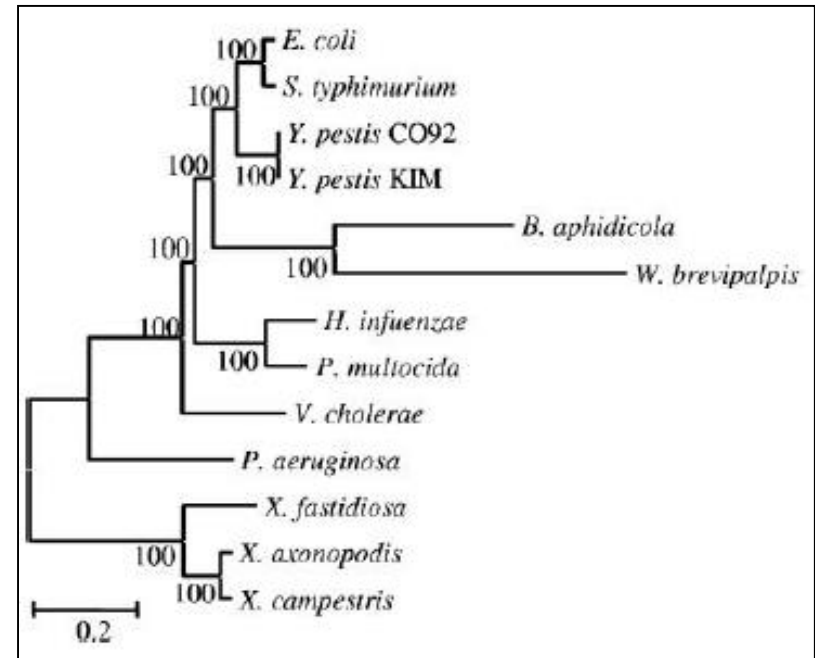 100 E. coli
100 S. typhimurium
100 Y. pestis CO92
100 Y. pestis KIM
B. aphidicola
100
100 W. brevipalpis
100 H. infuenzae
100 P. multocida
V. cholerae
P. aeruginosa
X. fastidiosa
100 X. axonopodis
100 X. campestris
0.2